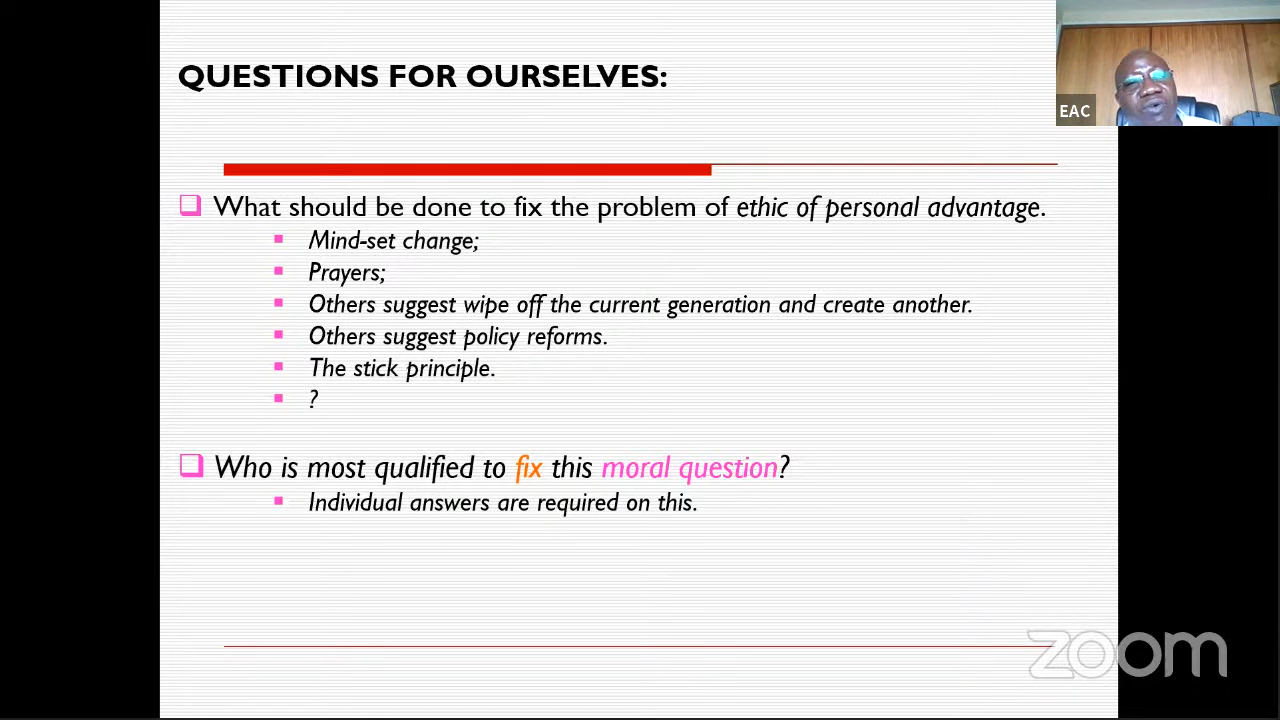 QUESTIONS FOR OURSELVES:
EAC
What should be done to fix the problem of ethic of personal advantage.
Mind-set change;
Prayers;
Others suggest wipe off the current generation and create another.
Others suggest policy reforms.
The stick principle.
?
Who is most qualified to fix this moral question?
Individual answers are required on this.
zoom